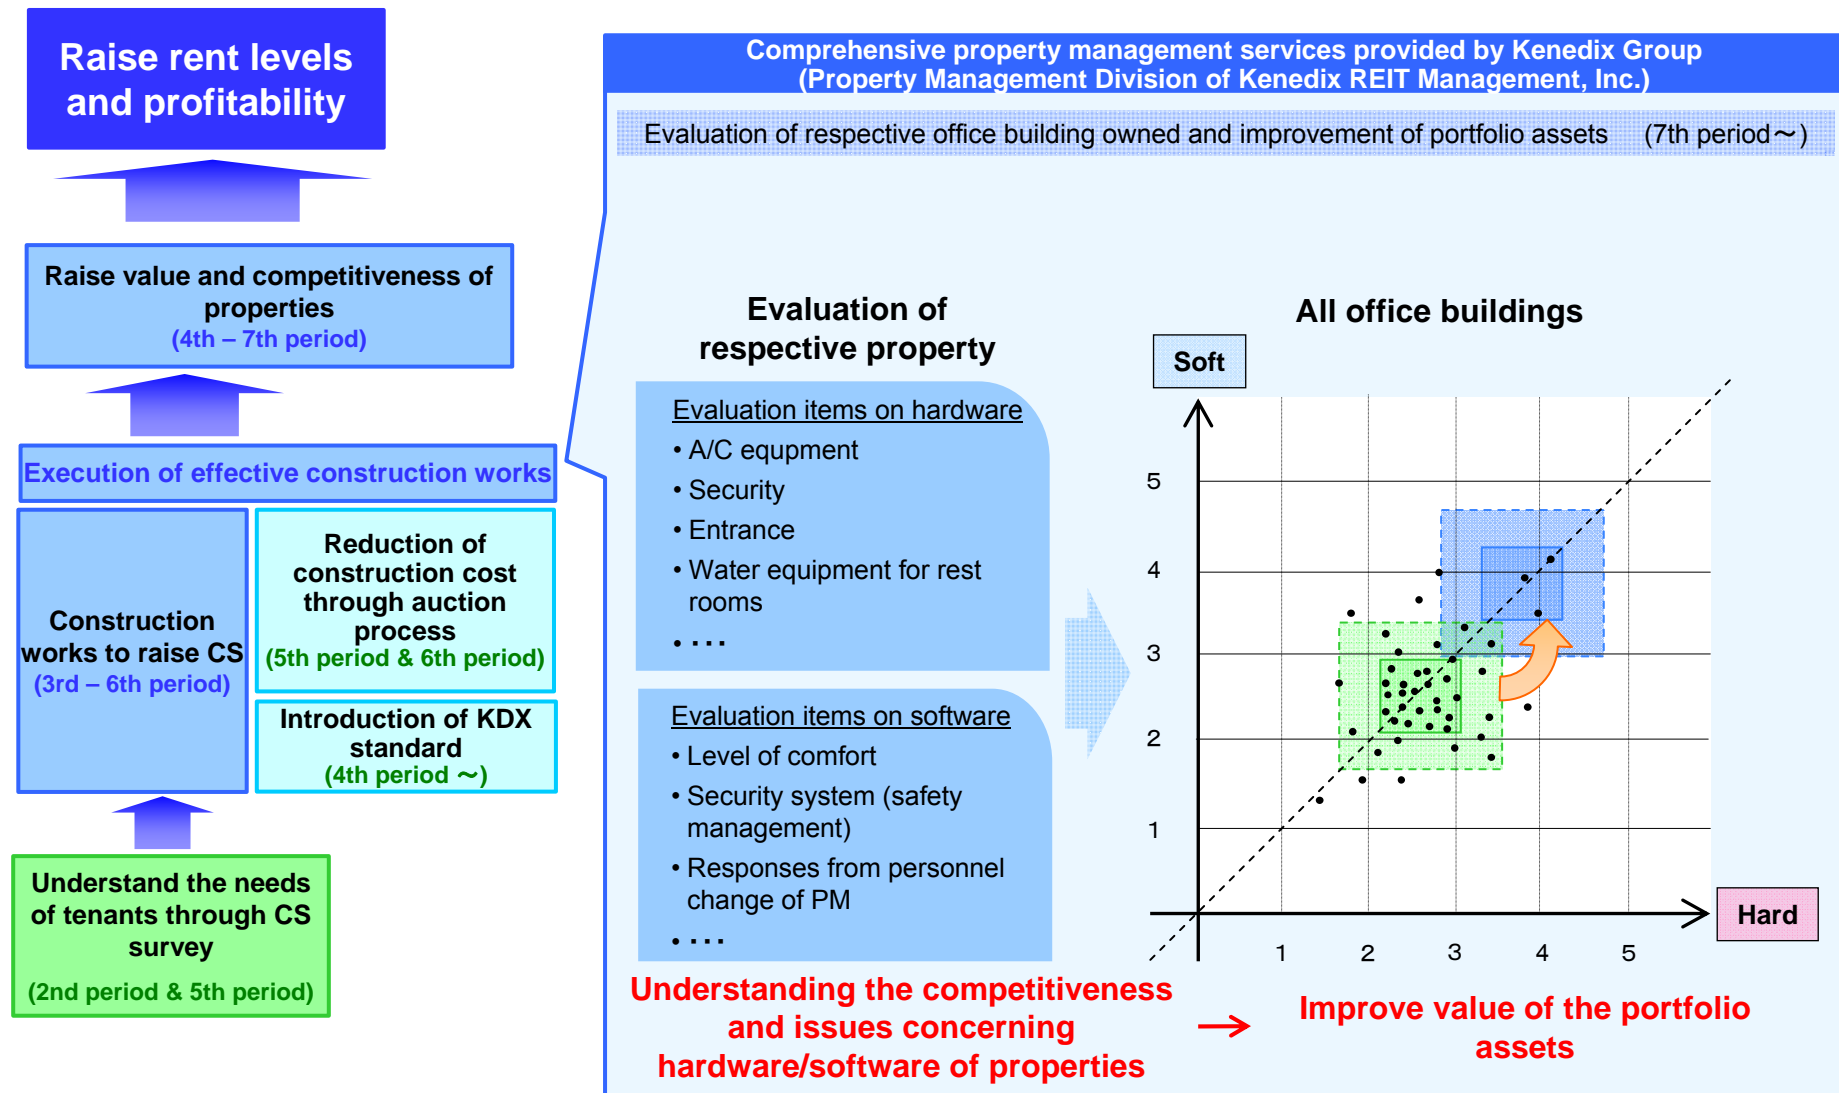 Raise rent levels
and profitability
Raise value and competitiveness of
properties
(4th – 7th period)
Execution of effective construction works
Construction
works to raise CS
(3rd – 6th period)
Reduction of
construction cost
through auction
process
(5th period & 6th period)
Introduction of KDX
standard
(4th period ～)
Understand the needs
of tenants through CS
survey
(2nd period & 5th period)
Comprehensive property management services provided by Kenedix Group
(Property Management Division of Kenedix REIT Management, Inc.)
Evaluation of respective office building owned and improvement of portfolio assets (7th period～)
Evaluation of
respective property
Evaluation items on hardware
• A/C equpment
• Security
• Entrance
• Water equipment for rest
rooms
• ･･･
Evaluation items on software
• Level of comfort
• Security system (safety
management)
• Responses from personnel
change of PM
• ･･･
All office buildings
Soft
5
4
3
2
1
1 2 3 4 5
Hard
Understanding the competitiveness
and issues concerning
hardware/software of properties
→
Improve value of the portfolio
assets